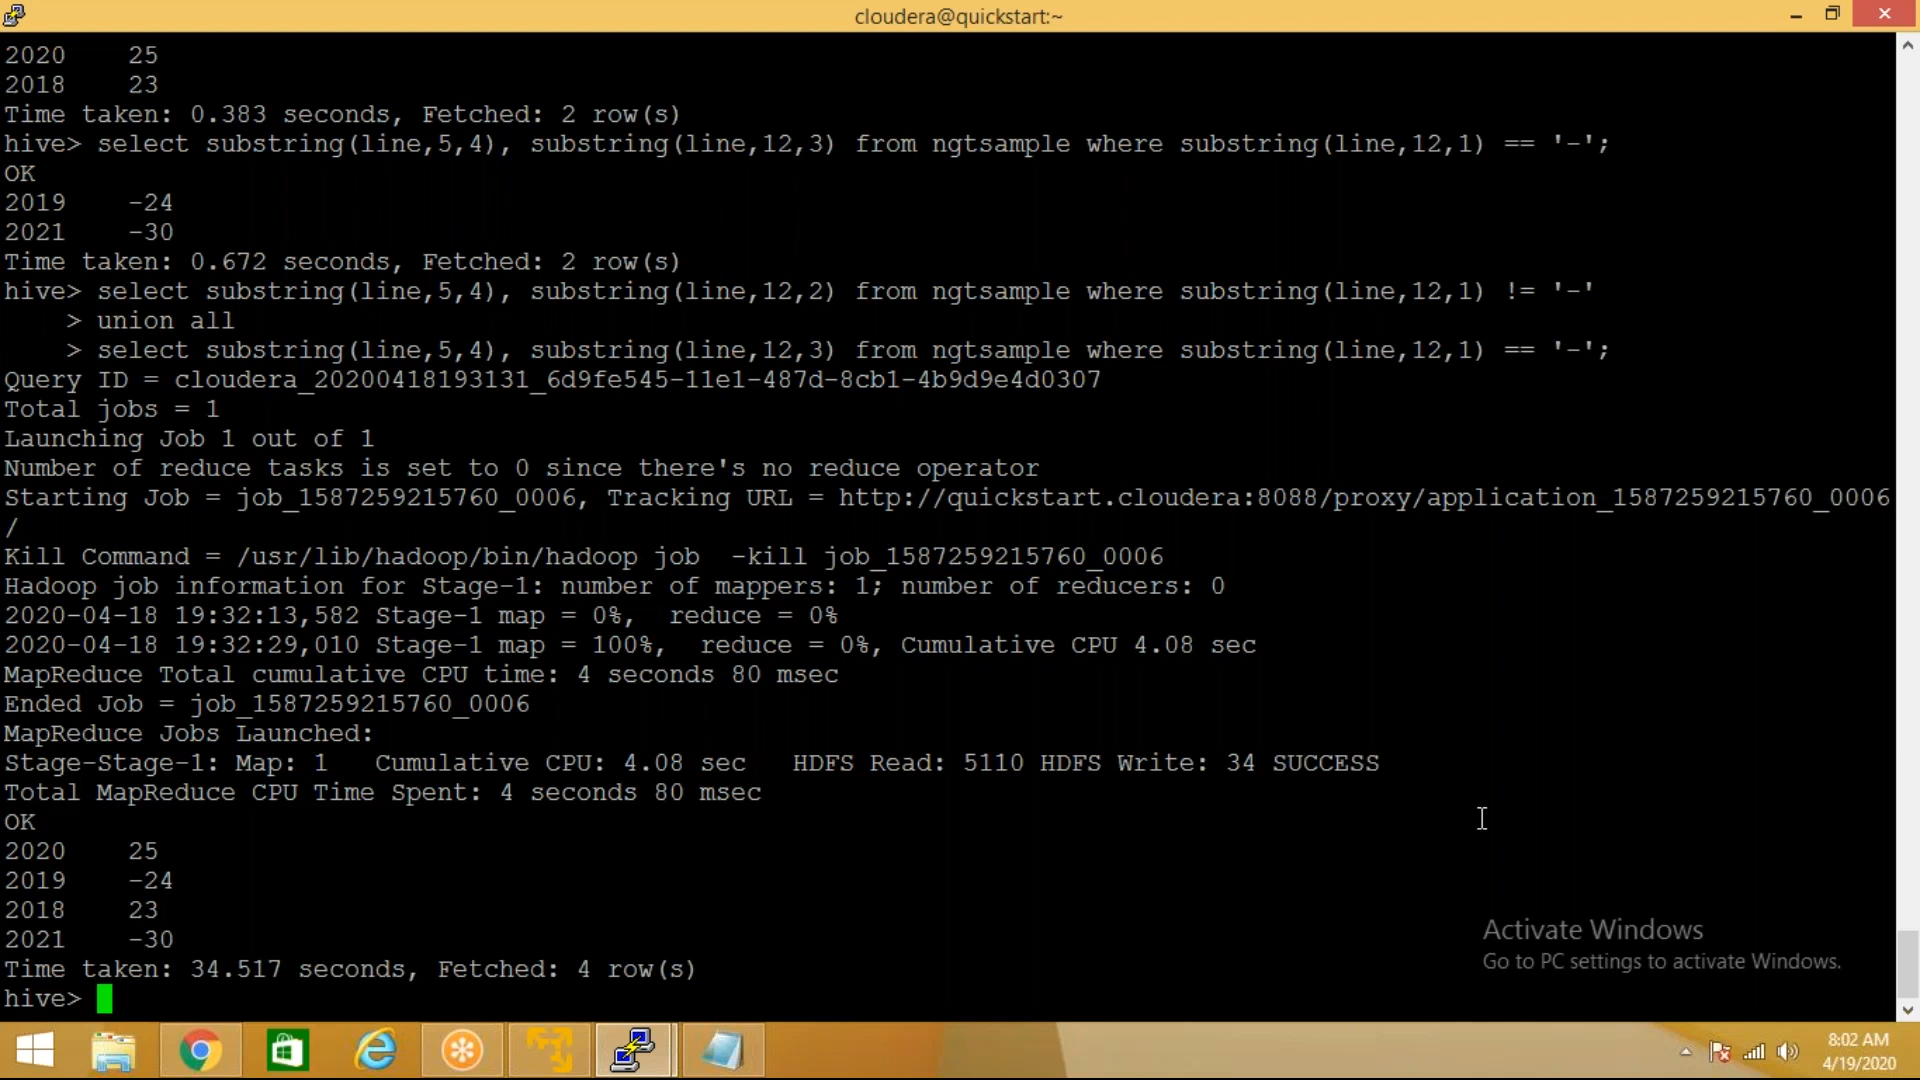 cloudera@quickstart:~
2020    25
2018    23
Time taken: 0.383 seconds, Fetched: 2 row(s)
hive> select substring(line,5,4), substring(line,12,3) from ngtsample where substring(line,12,1) == '-';
OK
2019    -24
2021    -30
Time taken: 0.672 seconds, Fetched: 2 row(s)
hive> select substring(line,5,4), substring(line,12,2) from ngtsample where substring(line,12,1) != '-'
    > union all
    > select substring(line,5,4), substring(line,12,3) from ngtsample where substring(line,12,1) == '-';
Query ID = cloudera_20200418193131_6d9fe545-11e1-487d-8cb1-4b9d9e4d0307
Total jobs = 1
Launching Job 1 out of 1
Number of reduce tasks is set to 0 since there's no reduce operator
Starting Job = job_1587259215760_0006, Tracking URL = http://quickstart.cloudera:8088/proxy/application_1587259215760_0006
/
Kill Command = /usr/lib/hadoop/bin/hadoop job  -kill job_1587259215760_0006
Hadoop job information for Stage-1: number of mappers: 1; number of reducers: 0
2020-04-18 19:32:13,582 Stage-1 map = 0%,  reduce = 0%
2020-04-18 19:32:29,010 Stage-1 map = 100%,  reduce = 0%, Cumulative CPU 4.08 sec
MapReduce Total cumulative CPU time: 4 seconds 80 msec
Ended Job = job_1587259215760_0006
MapReduce Jobs Launched:
Stage-Stage-1: Map: 1   Cumulative CPU: 4.08 sec   HDFS Read: 5110 HDFS Write: 34 SUCCESS
Total MapReduce CPU Time Spent: 4 seconds 80 msec
OK
2020    25
2019    -24
2018    23
2021    -30
Time taken: 34.517 seconds, Fetched: 4 row(s)
hive>
Activate Windows
Go to PC settings to activate Windows.
8:02 AM
4/19/2020